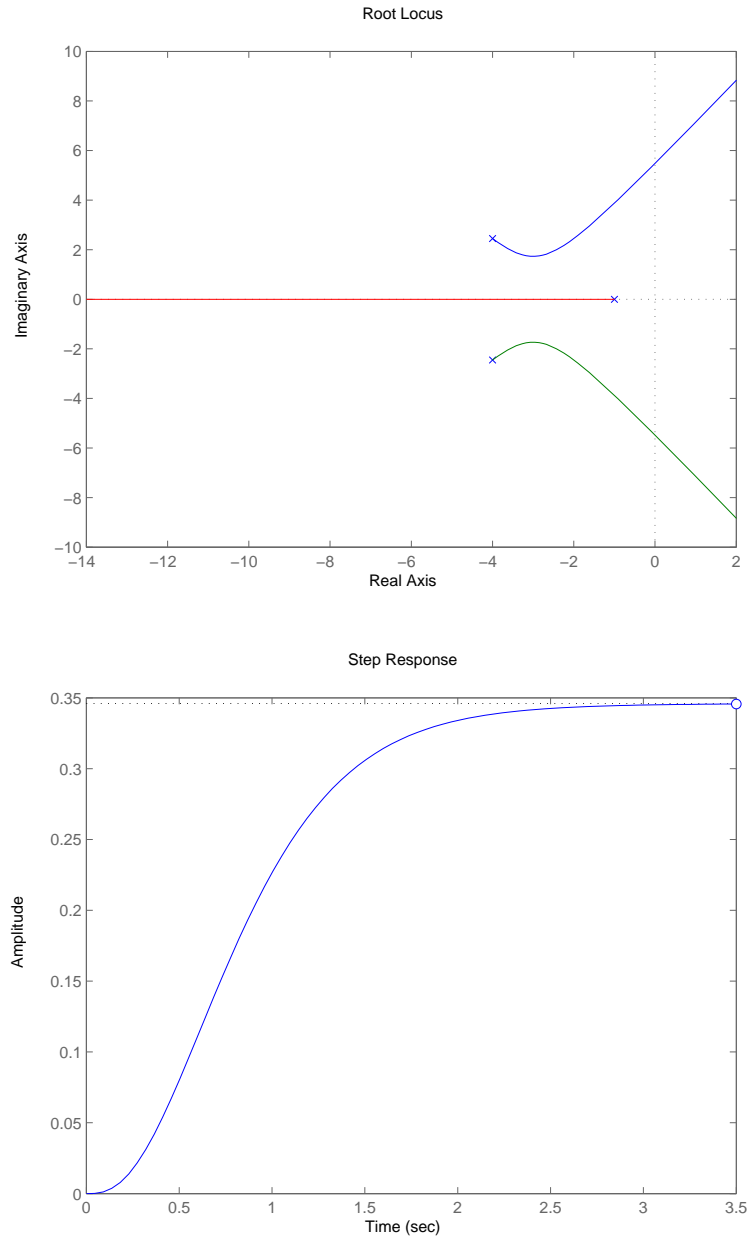 Root Locus
10
8
6
4
2
0
−2
−4
−6
−8
−10
Imaginary Axis
−14 −12 −10 −8 −6 −4 −2 0 2
Real Axis
Step Response
0.35
0.3
0.25
0.2
0.15
0.1
0.05
0
Amplitude
0 0.5 1 1.5 2 2.5 3 3.5
Time (sec)